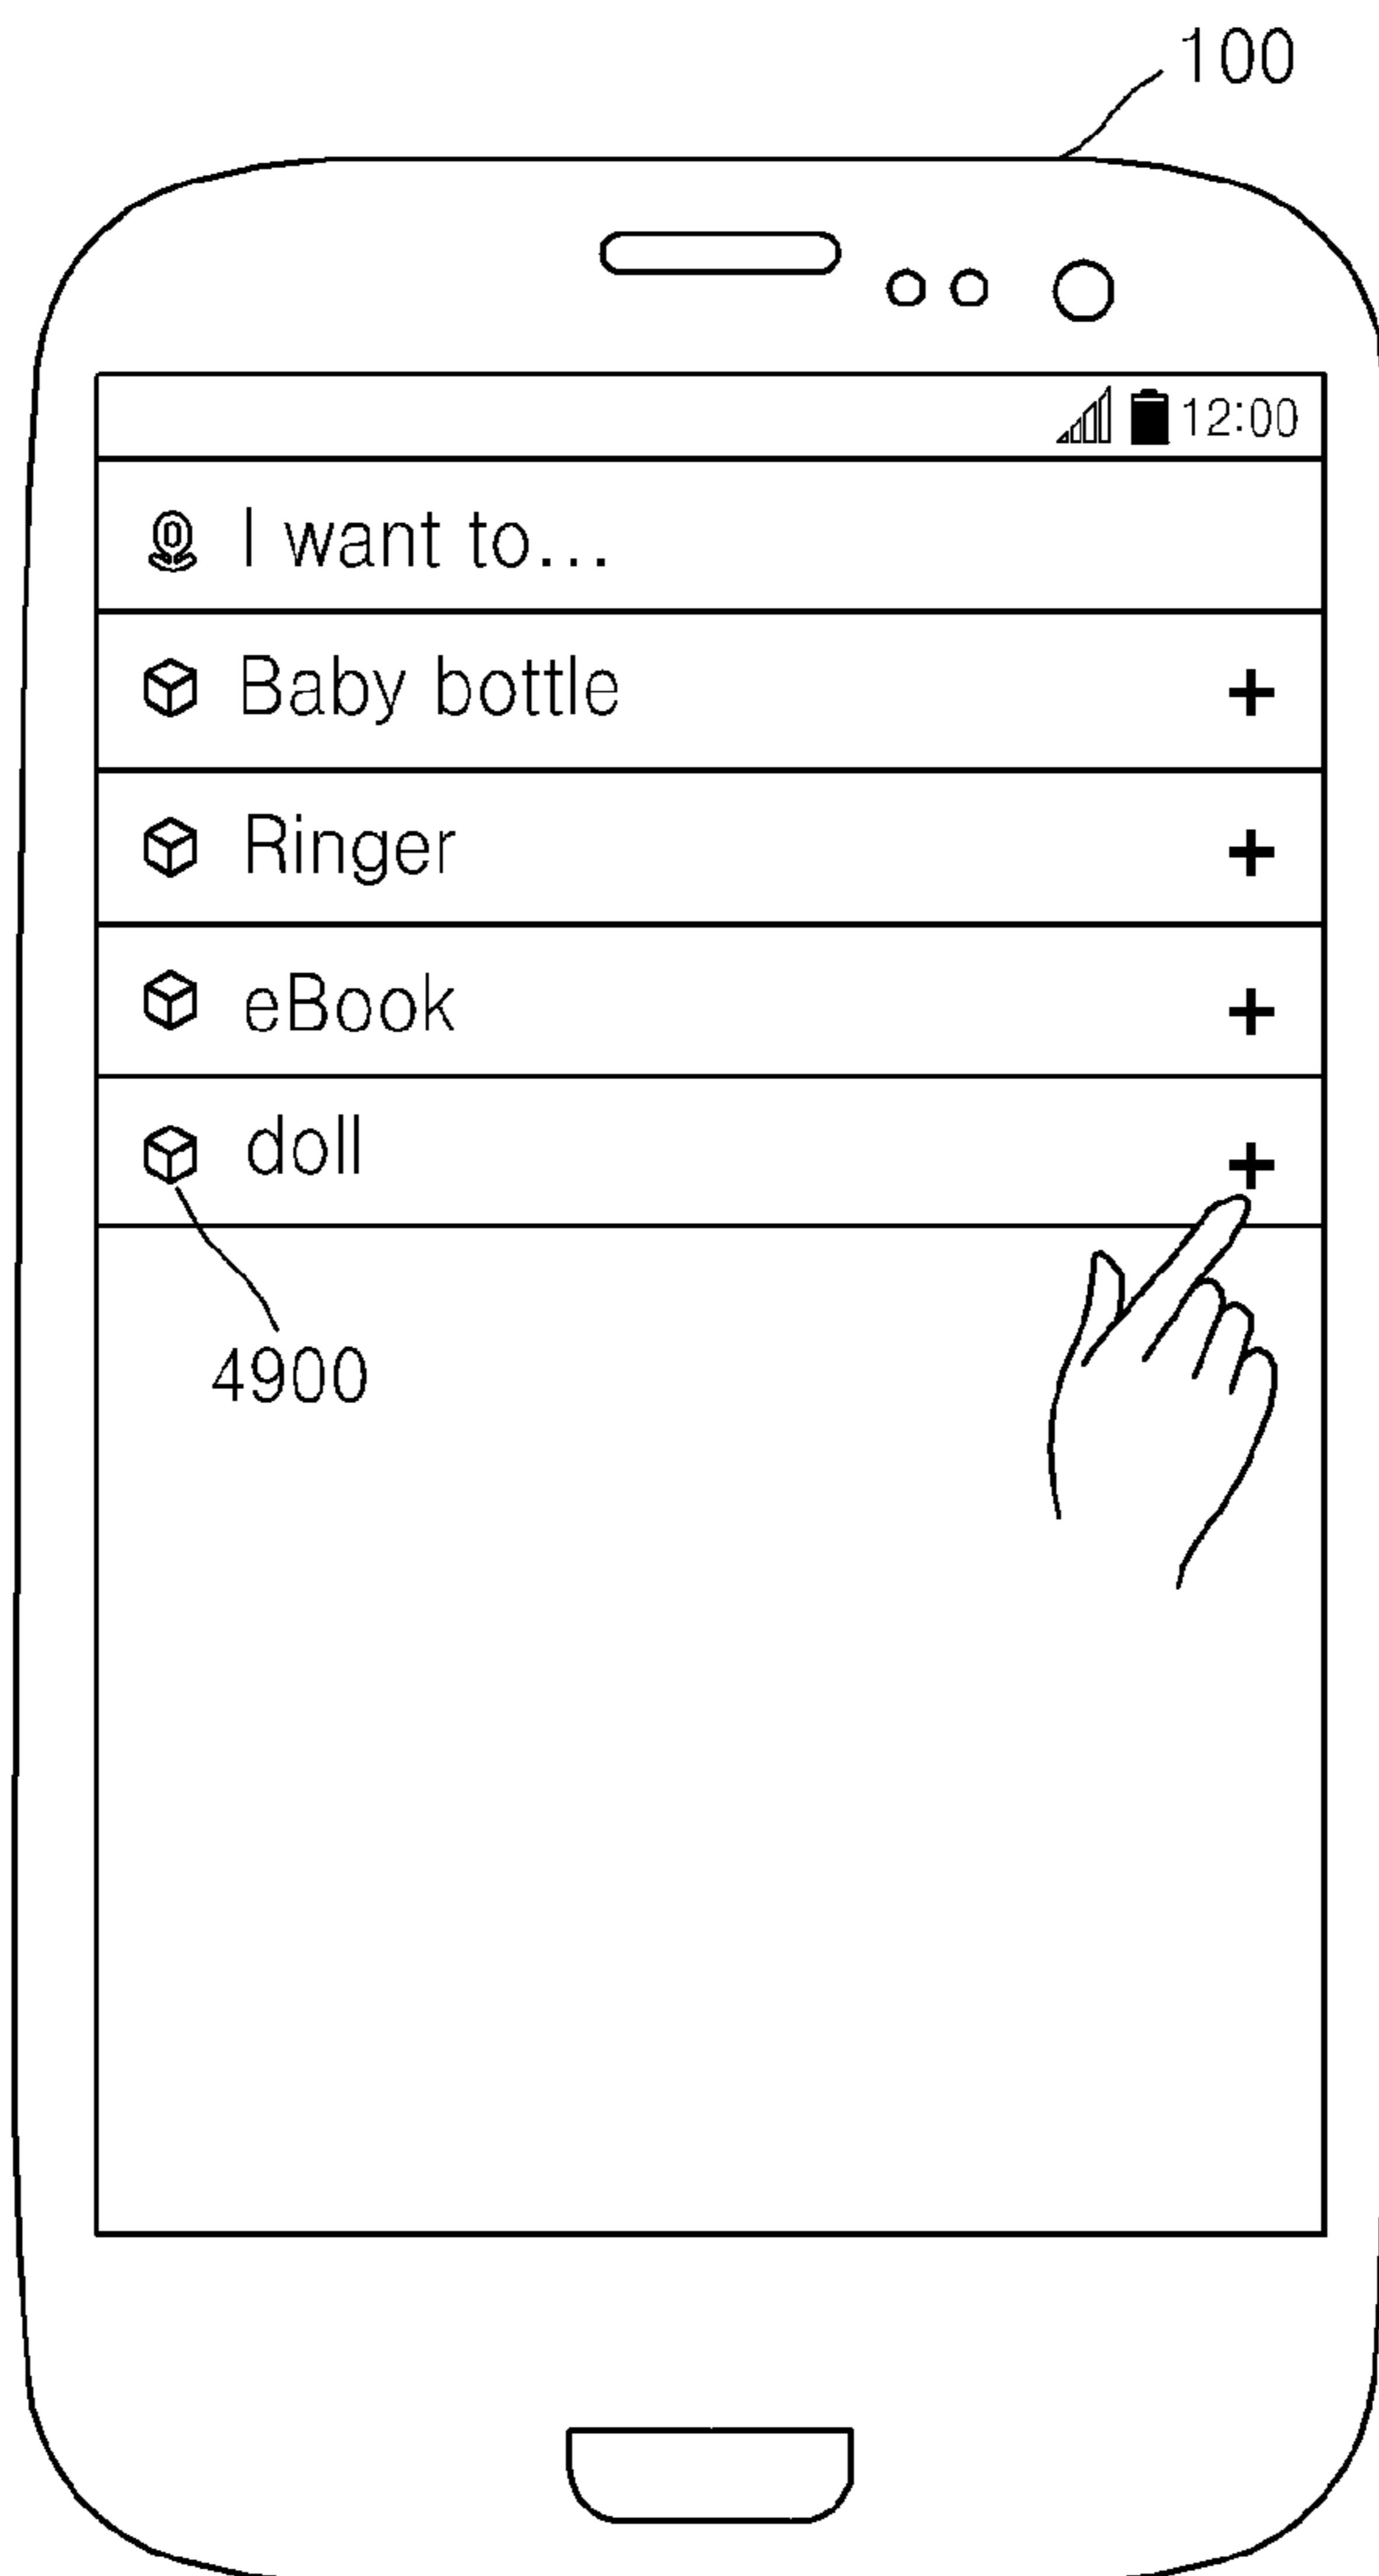 100
12:00
I want to...
Baby bottle +
Ringer +
eBook +
doll +
4900